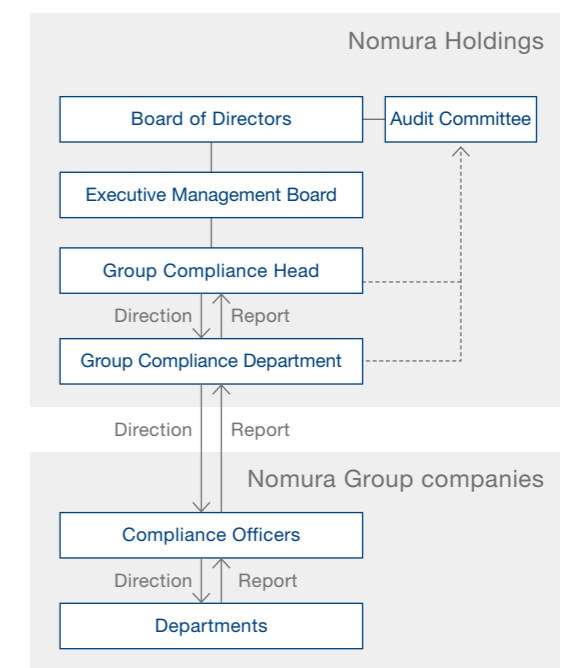 Nomura Holdings
Board of Directors
Audit Committee
Executive Management Board
Group Compliance Head
Direction
Report
Group Compliance Department
Direction
Report
Nomura Group companies
Compliance Officers
Direction
Report
Departments